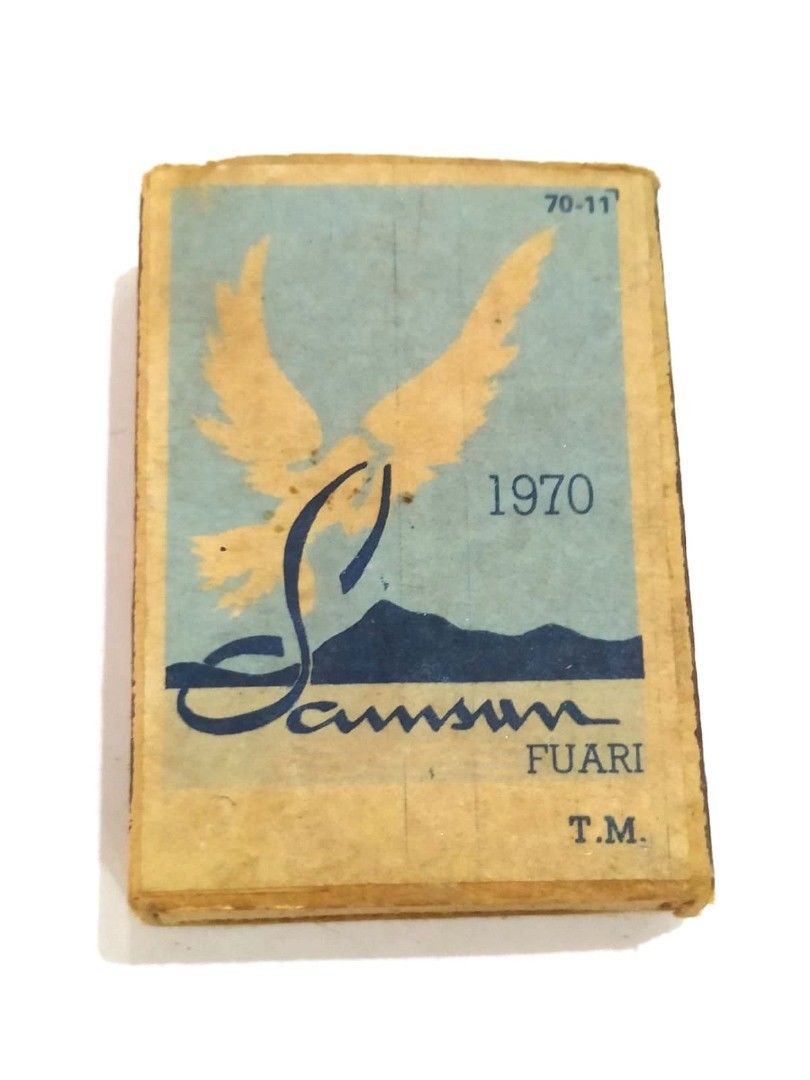 70-11
1970
Samsun
FUARI
T.M.